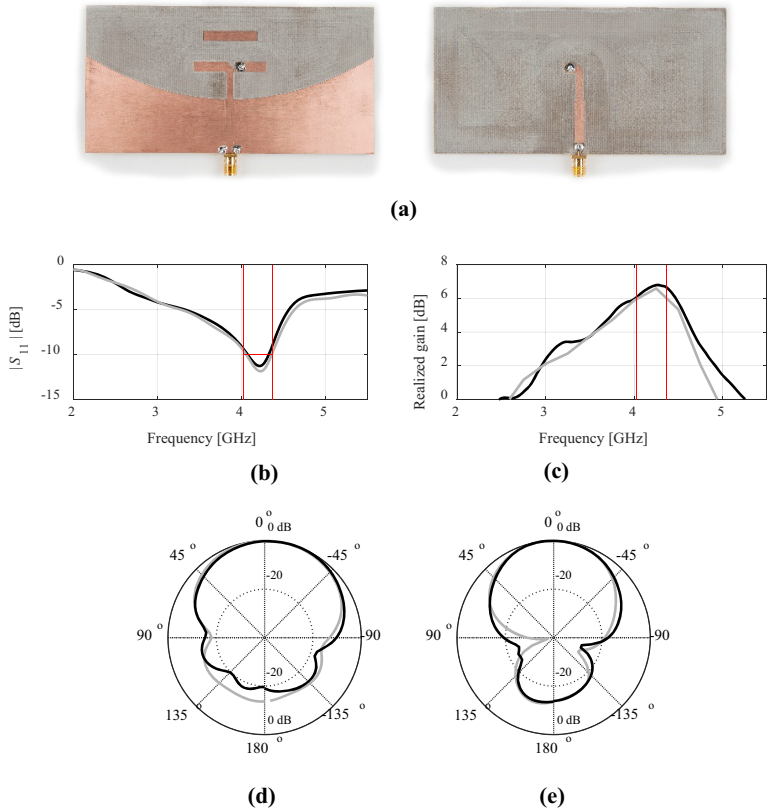 (a)
0
-5
-10
-15
|S11| [dB]
2 3 4 5
Frequency [GHz]
(b)
8
6
4
2
0
Realized gain [dB]
2 3 4 5
Frequency [GHz]
(c)
0 o
0 dB
45 o
-45 o
-20
90 o
-90 o
-20
135 o
-135 o
0 dB
180 o
(d)
0 o
0 dB
45 o
-45 o
-20
90 o
-90 o
-20
135 o
-135 o
0 dB
180 o
(e)